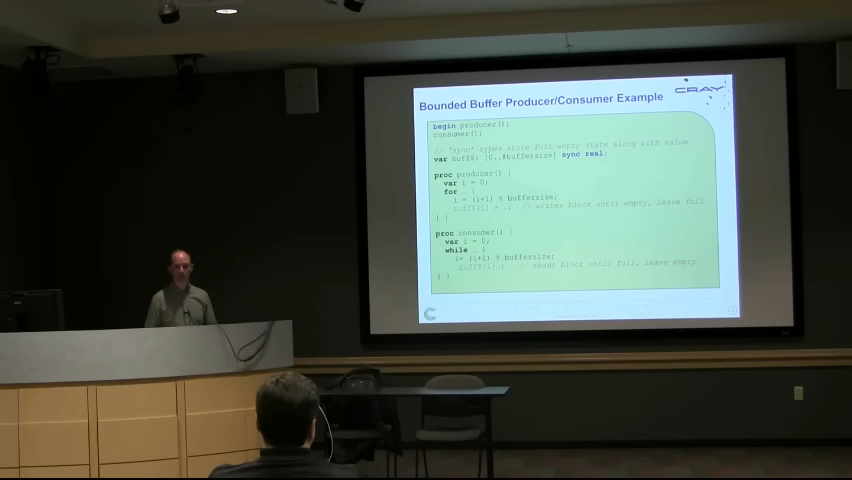 CRAY
Bounded Buffer Producer/Consumer Example
begin producer();
consumer();
// 'sync' types store full/empty state along with value
var buff$: [0..#buffersize] sync real;
proc producer() {
var i = 0;
for … {
i = (i+1) % buffersize;
buff$[i] = …; // writes block until empty, leave full
} }
proc consumer() {
var i = 0;
while … {
i= (i+1) % buffersize;
…buff$[i]…; // reads block until full, leave empty
} }